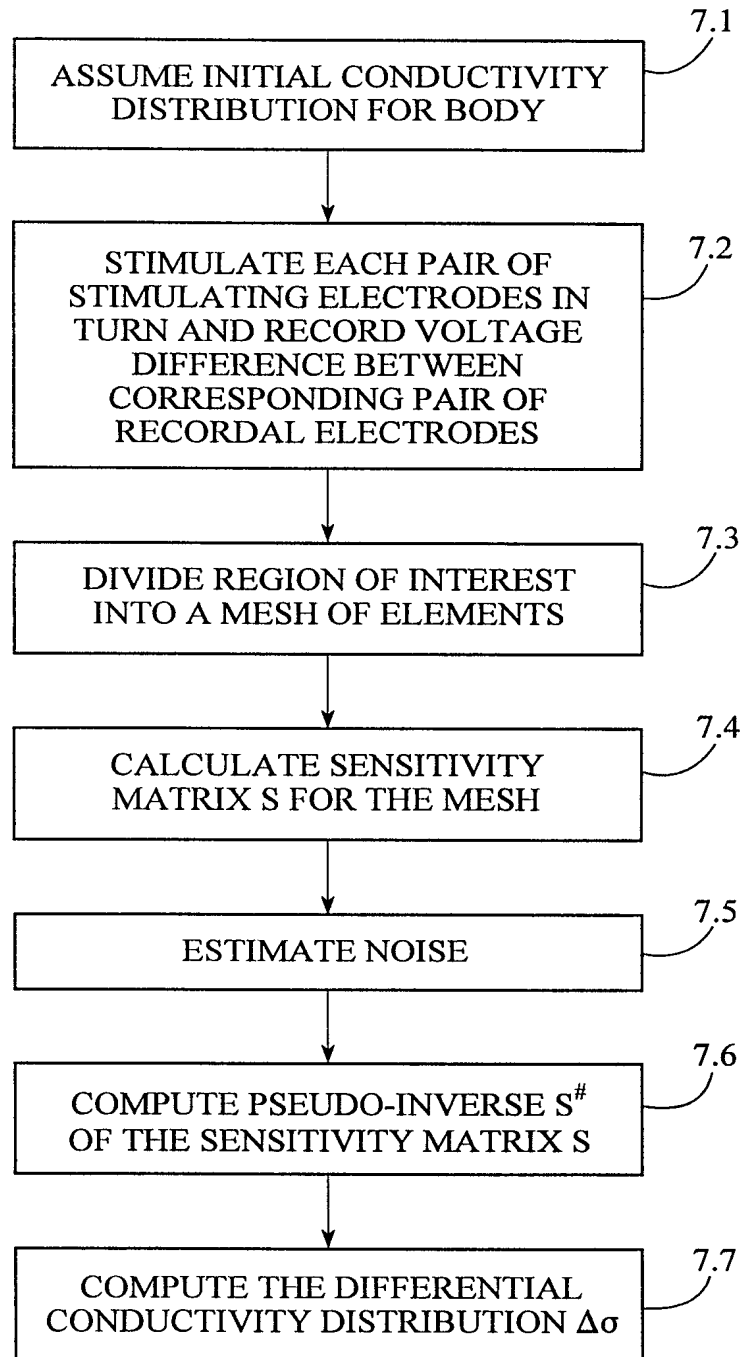 7.1
ASSUME INITIAL CONDUCTIVITY
DISTRIBUTION FOR BODY
7.2
STIMULATE EACH PAIR OF
STIMULATING ELECTRODES IN
TURN AND RECORD VOLTAGE
DIFFERENCE BETWEEN
CORRESPONDING PAIR OF
RECORDAL ELECTRODES
7.3
DIVIDE REGION OF INTEREST
INTO A MESH OF ELEMENTS
7.4
CALCULATE SENSITIVITY
MATRIX S FOR THE MESH
7.5
ESTIMATE NOISE
7.6
COMPUTE PSEUDO-INVERSE S#
OF THE SENSITIVITY MATRIX S
7.7
COMPUTE THE DIFFERENTIAL
CONDUCTIVITY DISTRIBUTION Δσ